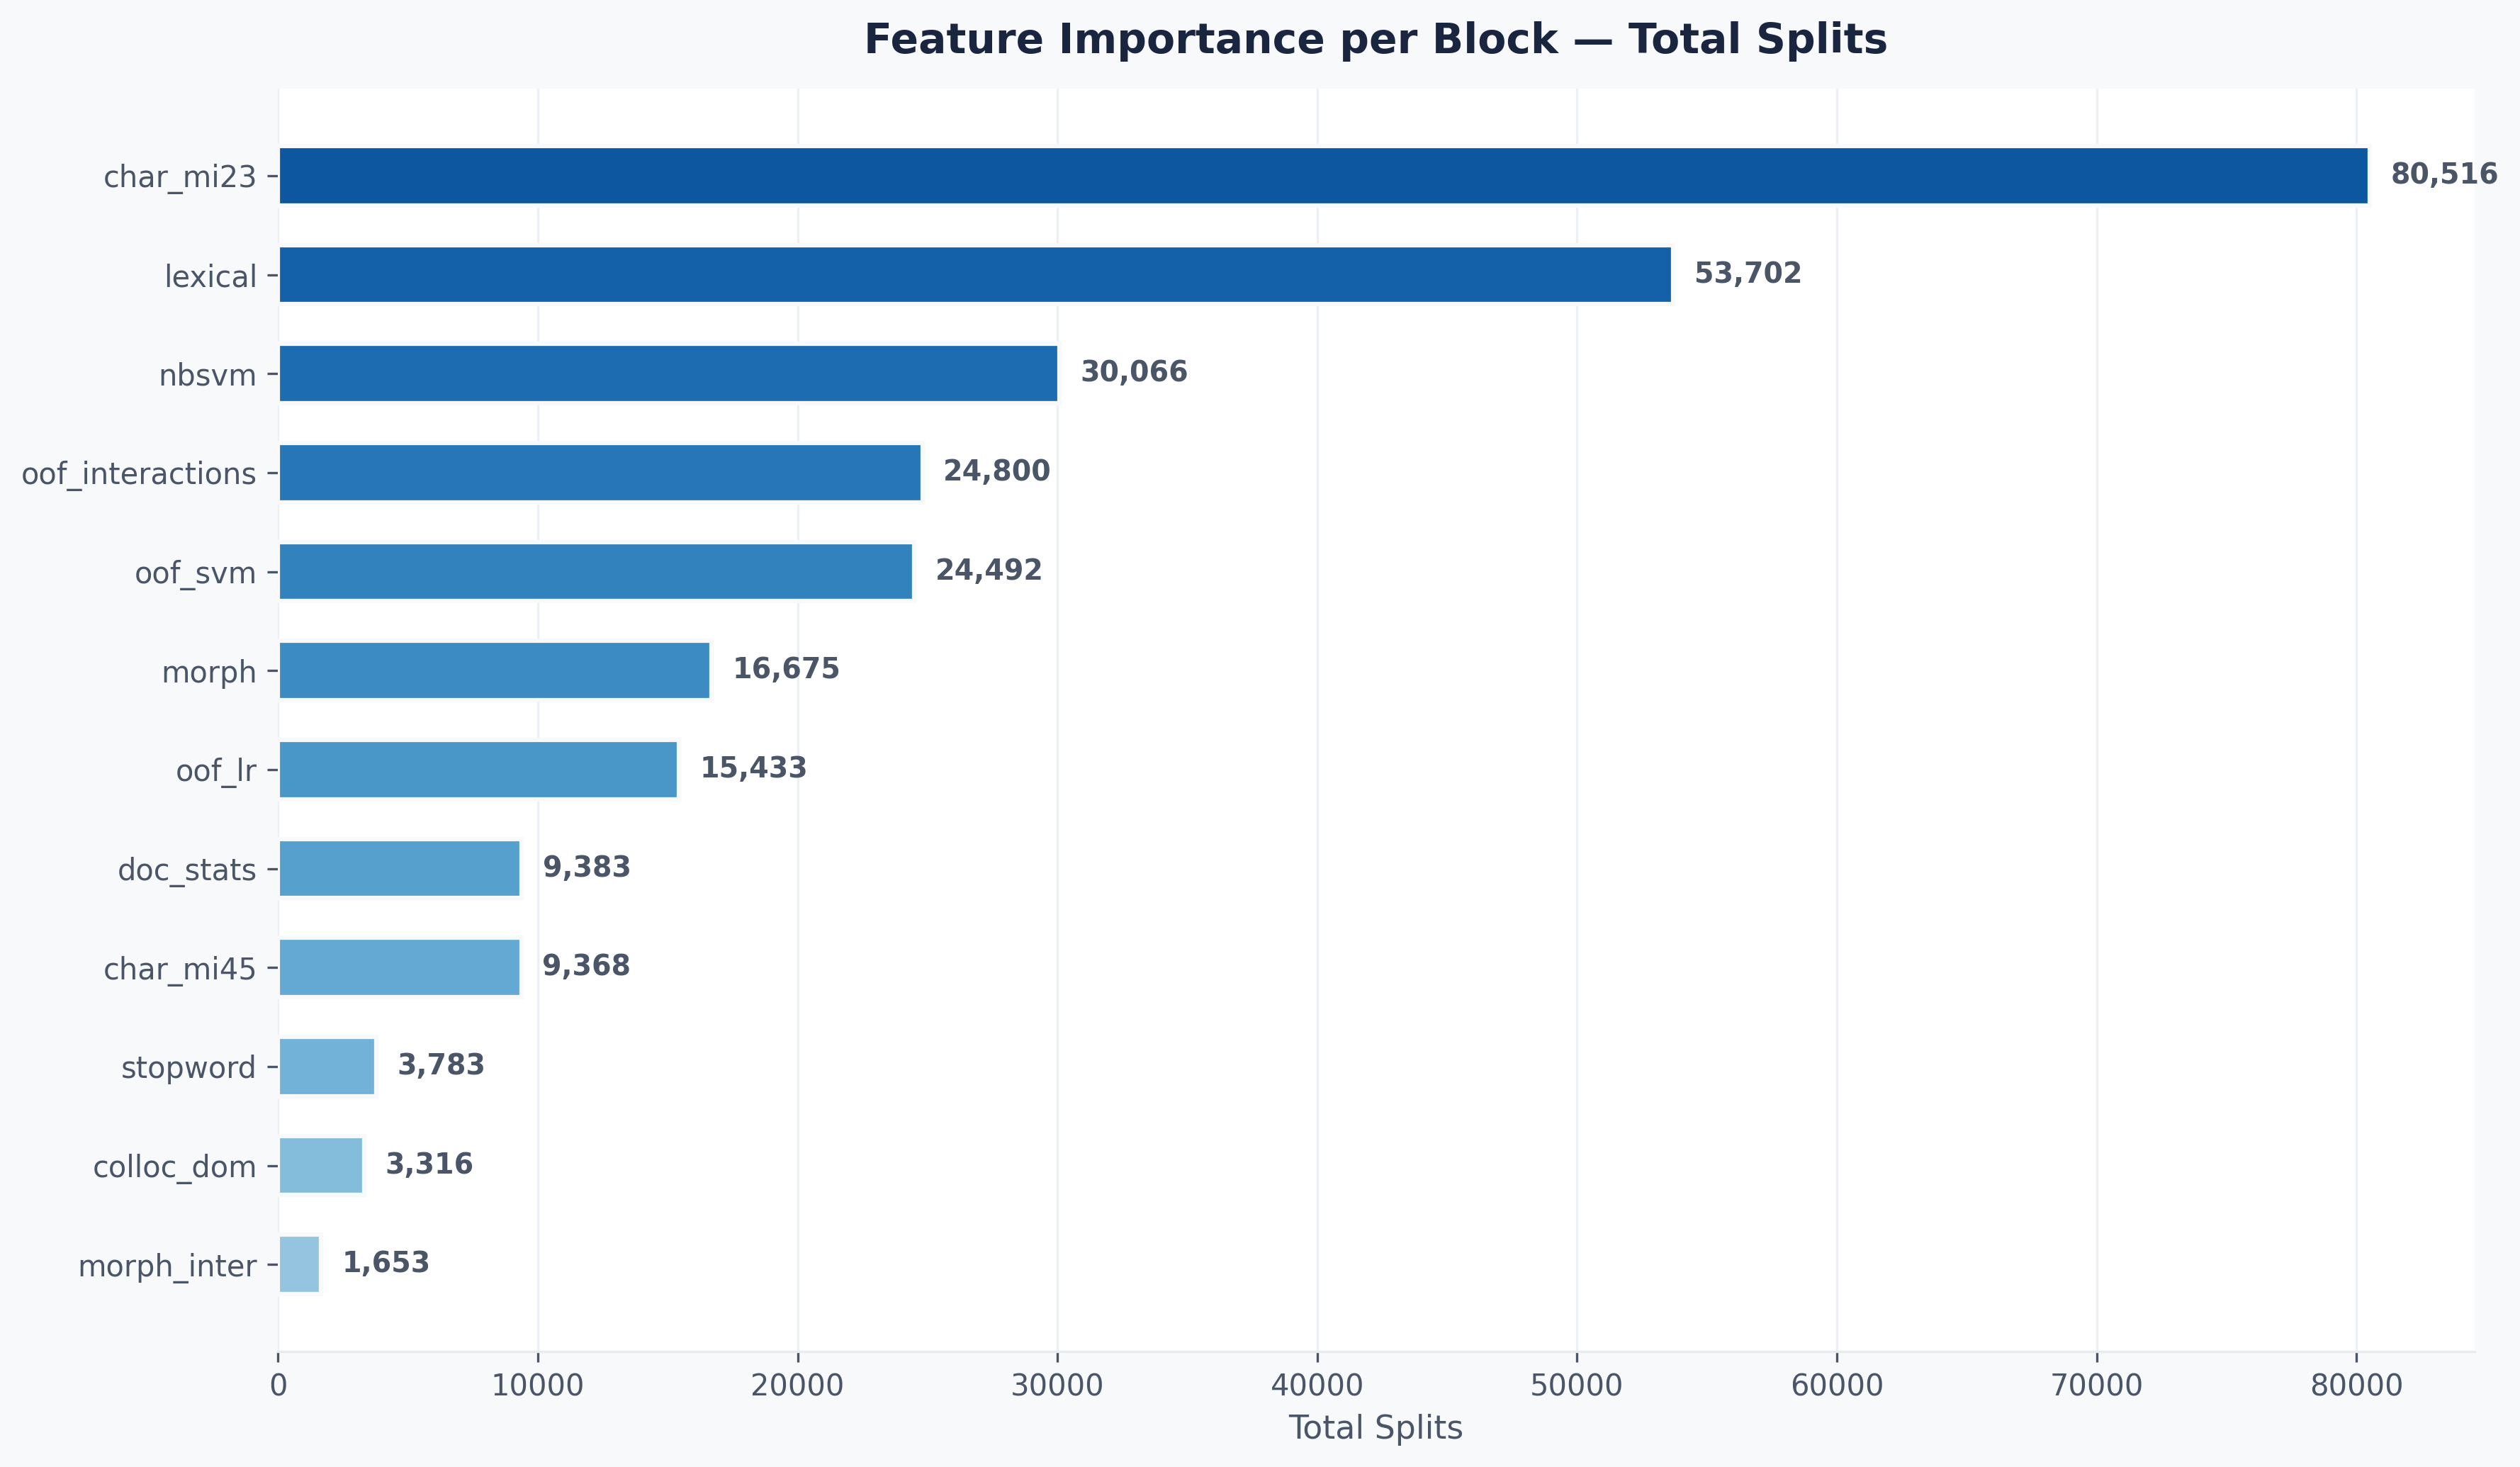 Feature Importance per Block — Total Splits
char_mi23 80,516
lexical 53,702
nbsvm 30,066
oof_interactions 24,800
oof_svm 24,492
morph 16,675
oof_lr 15,433
doc_stats 9,383
char_mi45 9,368
stopword 3,783
colloc_dom 3,316
morph_inter 1,653
0 10000 20000 30000 40000 50000 60000 70000 80000
Total Splits